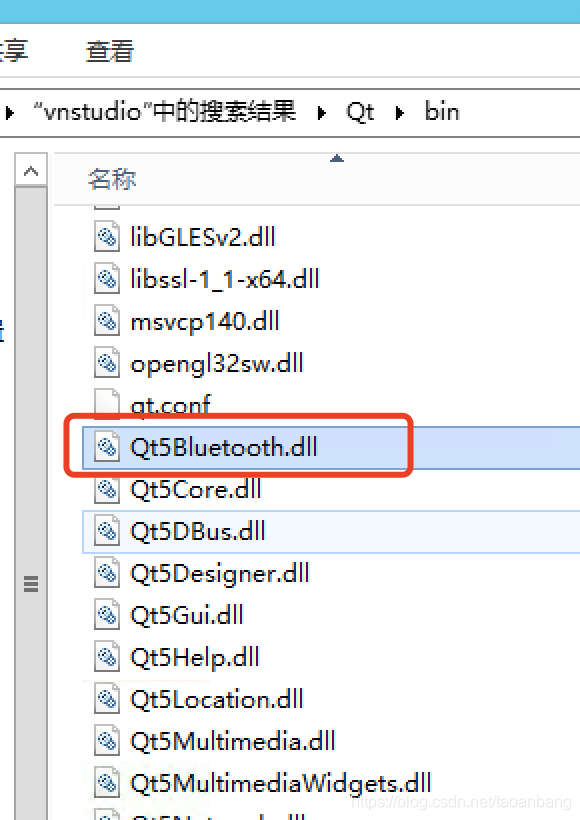 享
查看
“vnstudio”中的搜索结果 Qt bin
名称
libGLESv2.dll
libssl-1_1-x64.dll
msvcp140.dll
opengl32sw.dll
qt.conf
Qt5Bluetooth.dll
Qt5Core.dll
Qt5DBus.dll
Qt5Designer.dll
Qt5Gui.dll
Qt5Help.dll
Qt5Location.dll
Qt5Multimedia.dll
Qt5MultimediaWidgets.dll
https://blog.csdn.net/taoanbang